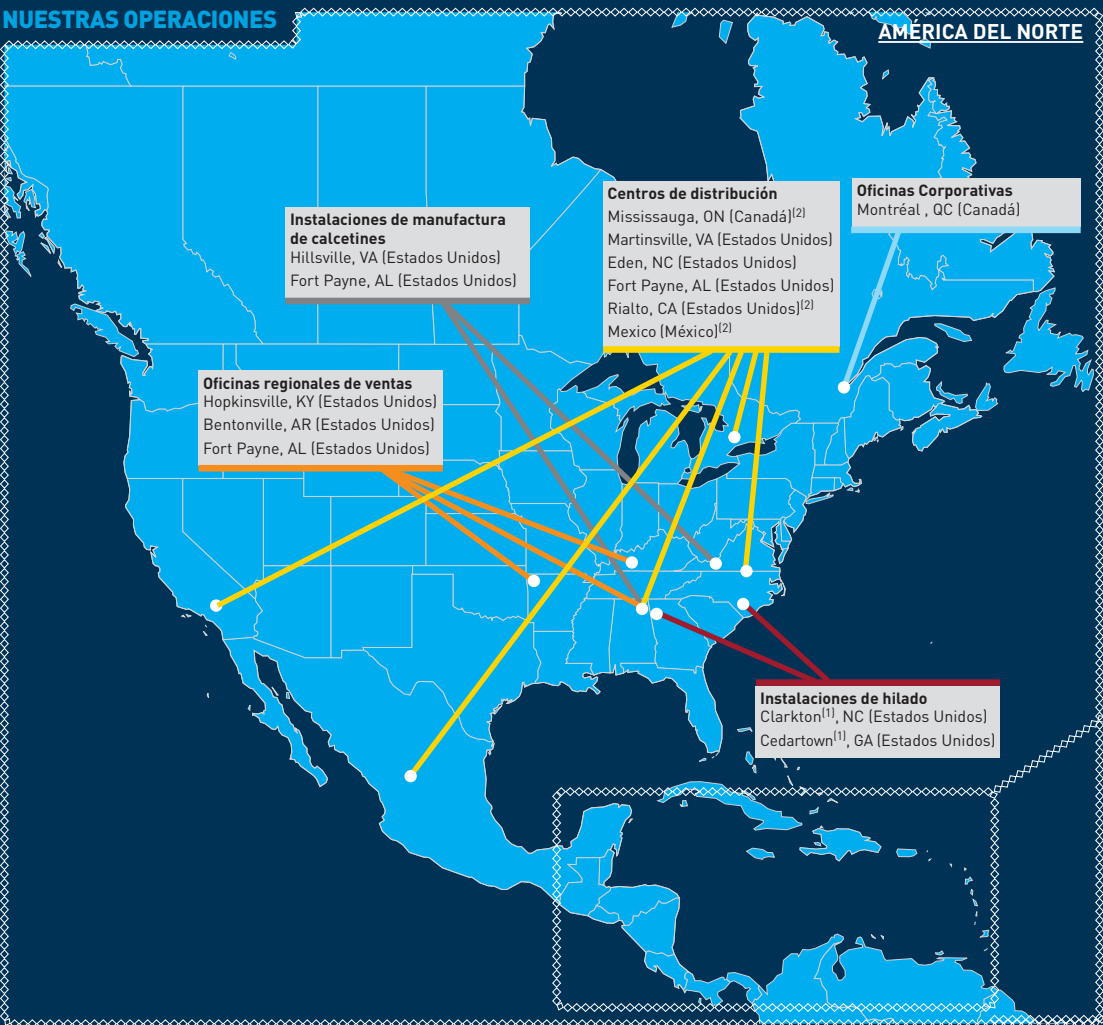 NUESTRAS OPERACIONES
AMÉRICA DEL NORTE
Instalaciones de manufactura
de calcetines
Hillsville, VA (Estados Unidos)
Fort Payne, AL (Estados Unidos)
Centros de distribución
Mississauga, ON (Canadá)(2)
Martinsville, VA (Estados Unidos)
Eden, NC (Estados Unidos)
Fort Payne, AL (Estados Unidos)
Rialto, CA (Estados Unidos)(2)
Mexico (México)(2)
Oficinas Corporativas
Montréal , QC (Canadá)
Oficinas regionales de ventas
Hopkinsville, KY (Estados Unidos)
Bentonville, AR (Estados Unidos)
Fort Payne, AL (Estados Unidos)
Instalaciones de hilado
Clarkton(1), NC (Estados Unidos)
Cedartown(1), GA (Estados Unidos)